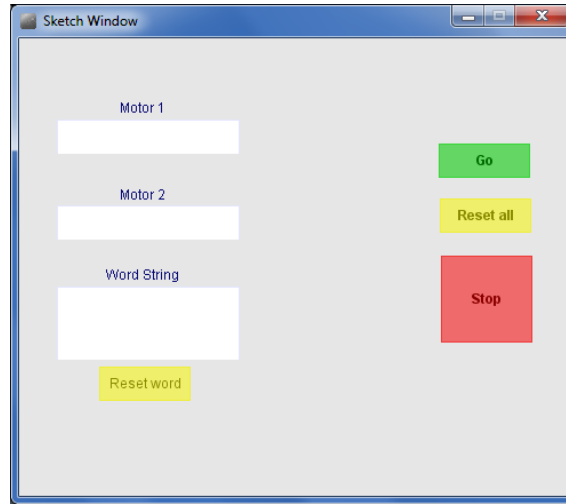 Sketch Window
Motor 1
Motor 2
Word String
Reset word
Go
Reset all
Stop